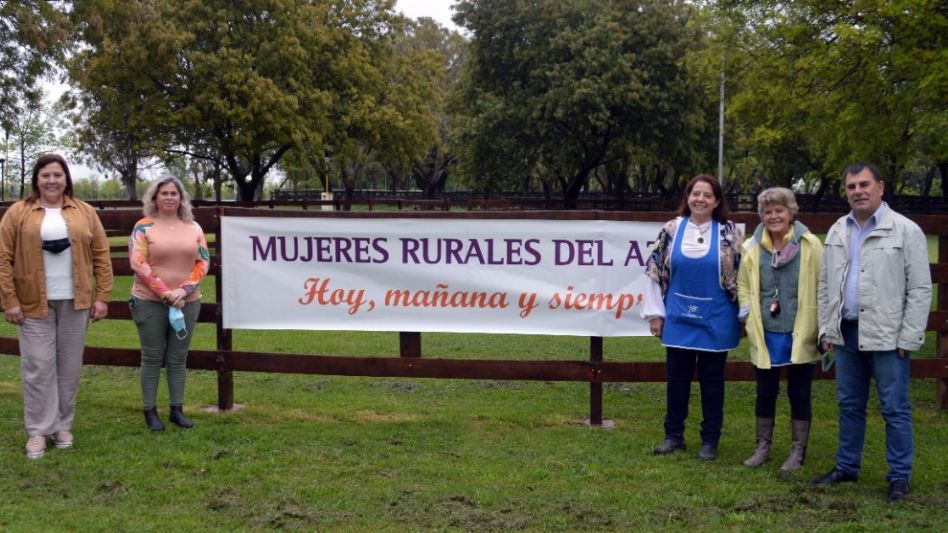 MUJERES RURALES DEL
Hoy, mañana y